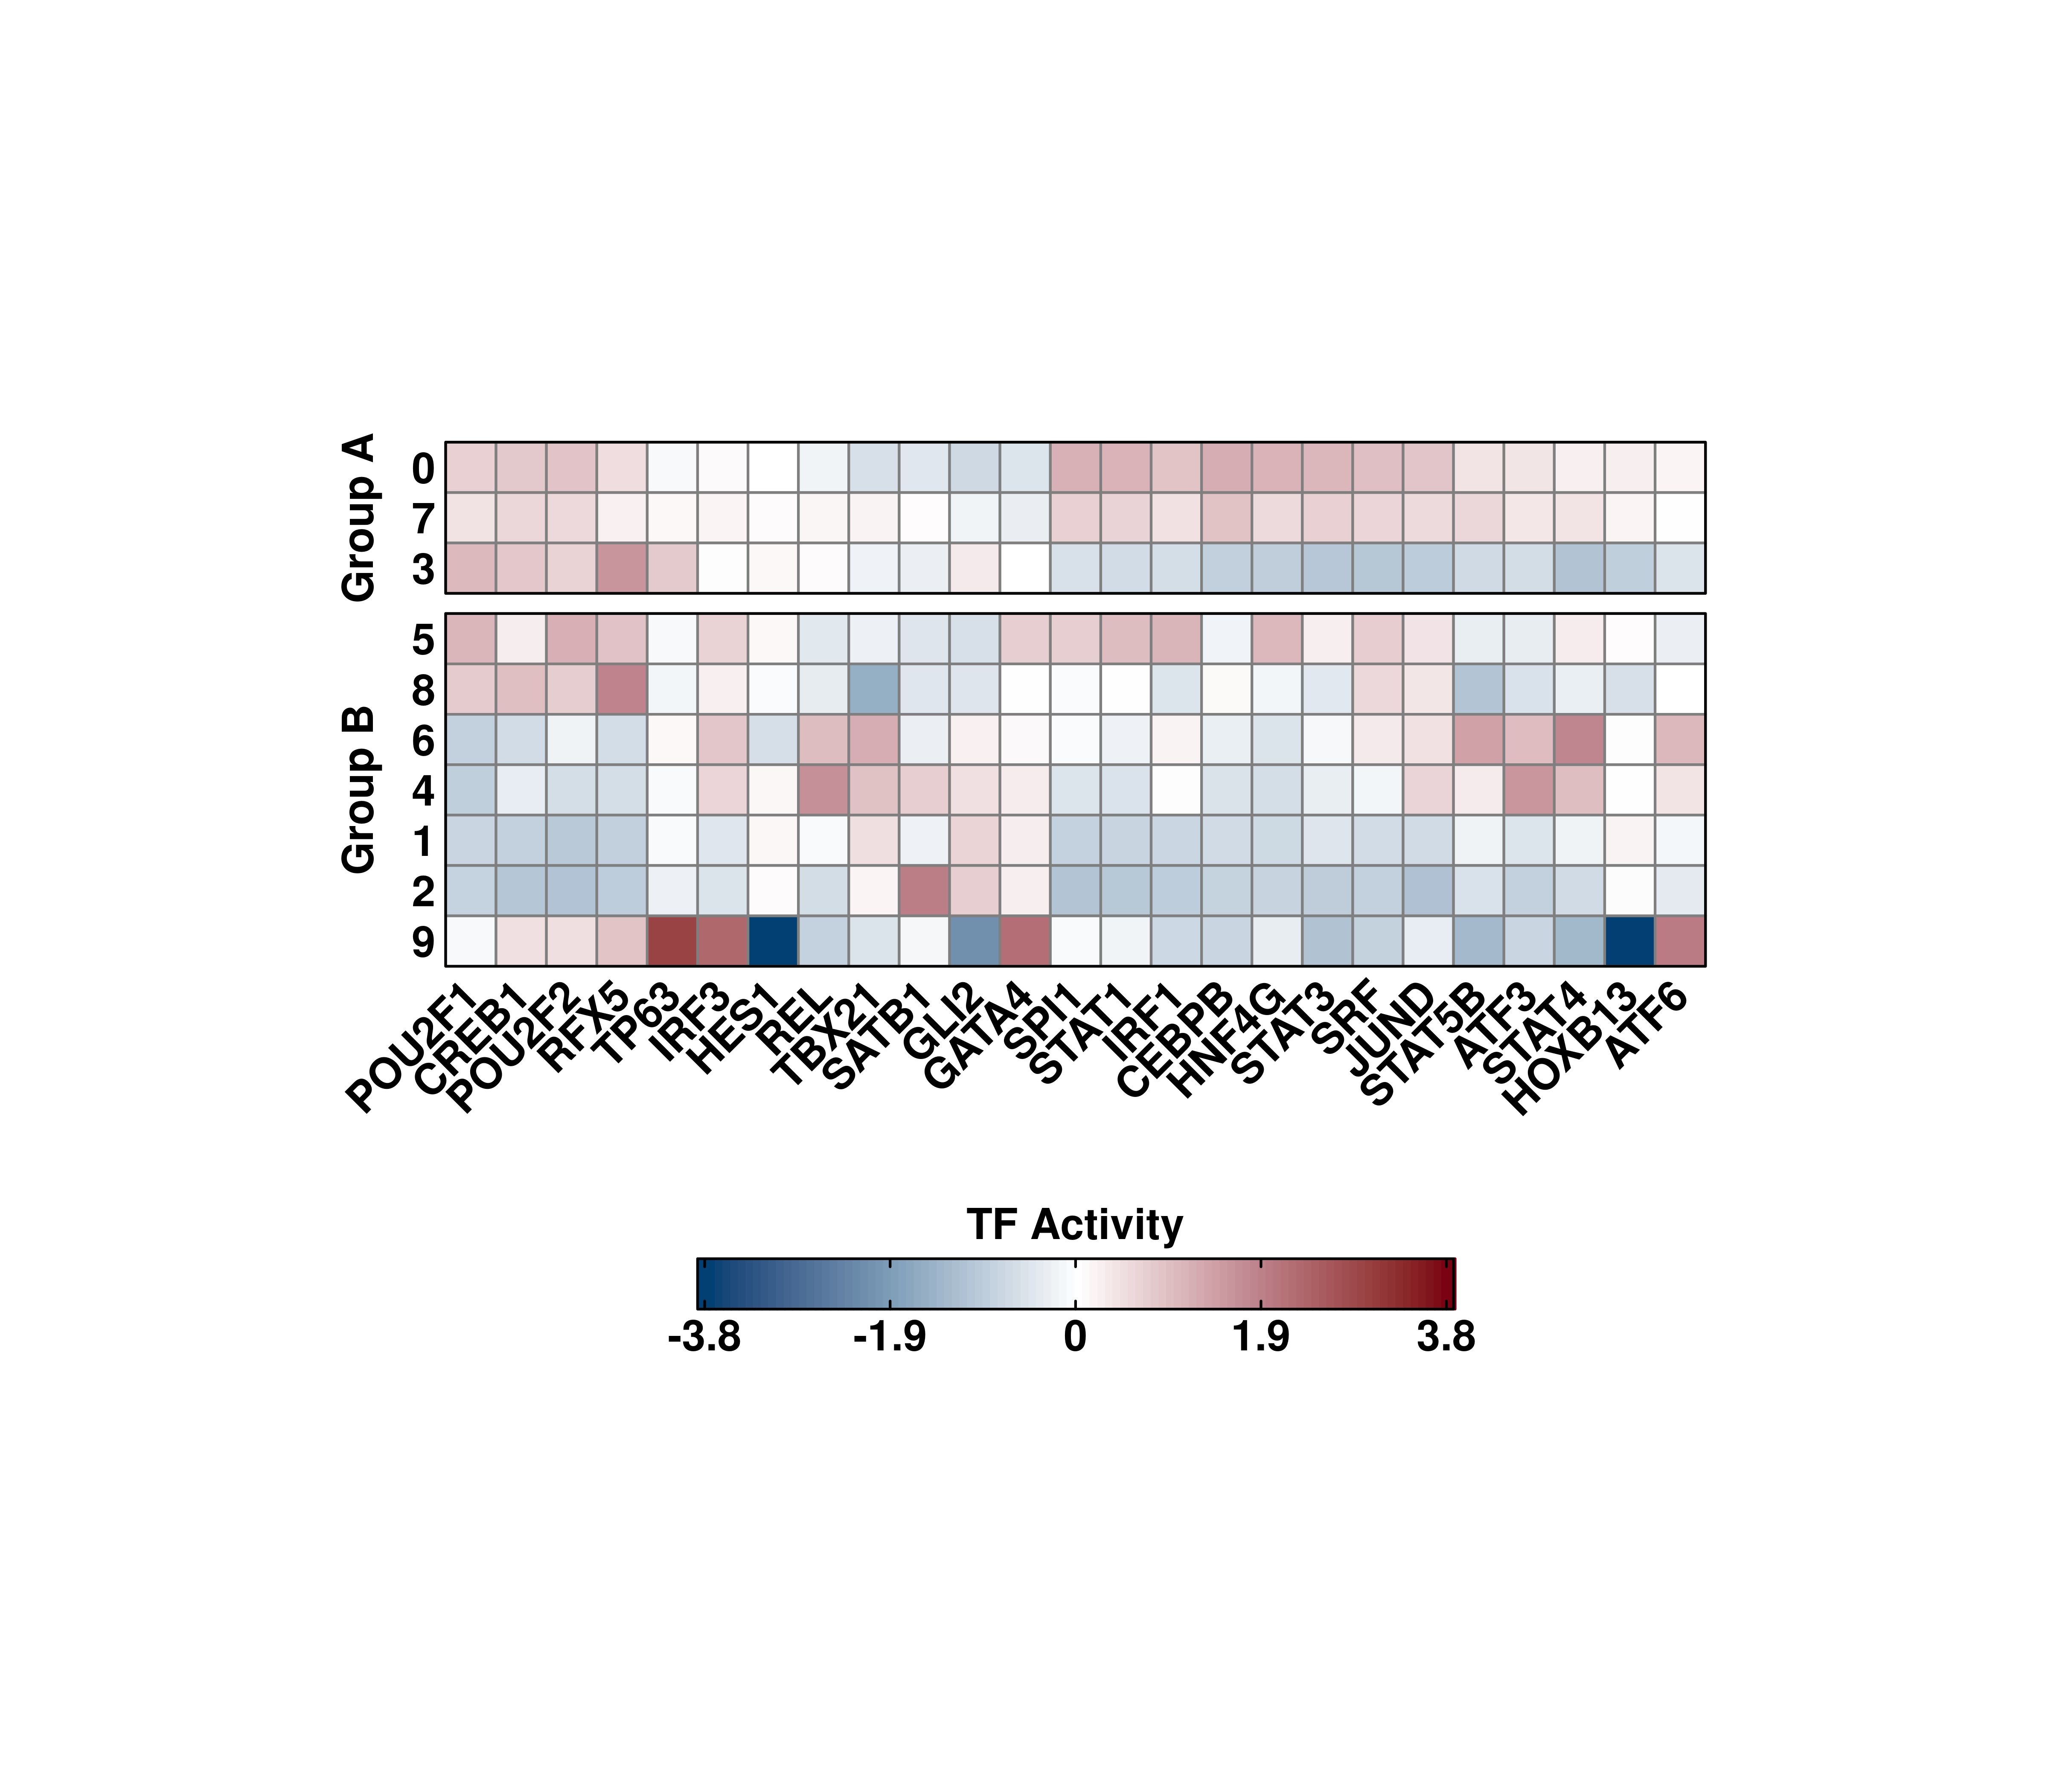 Group A
0
7
3
Group B
5
8
6
4
1
2
9
POU2F1
CREB1
POU2F2
RFX5
TP63
IRF3
HES1
REL
TBX21
SATB1
GLI2
GATA4
SPI1
STAT1
IRF1
CEBPB
HNF4G
STAT3
SRF
JUND
STAT5B
ATF3
STAT4
HOXB13
ATF6
TF Activity
-3.8 -1.9 0 1.9 3.8